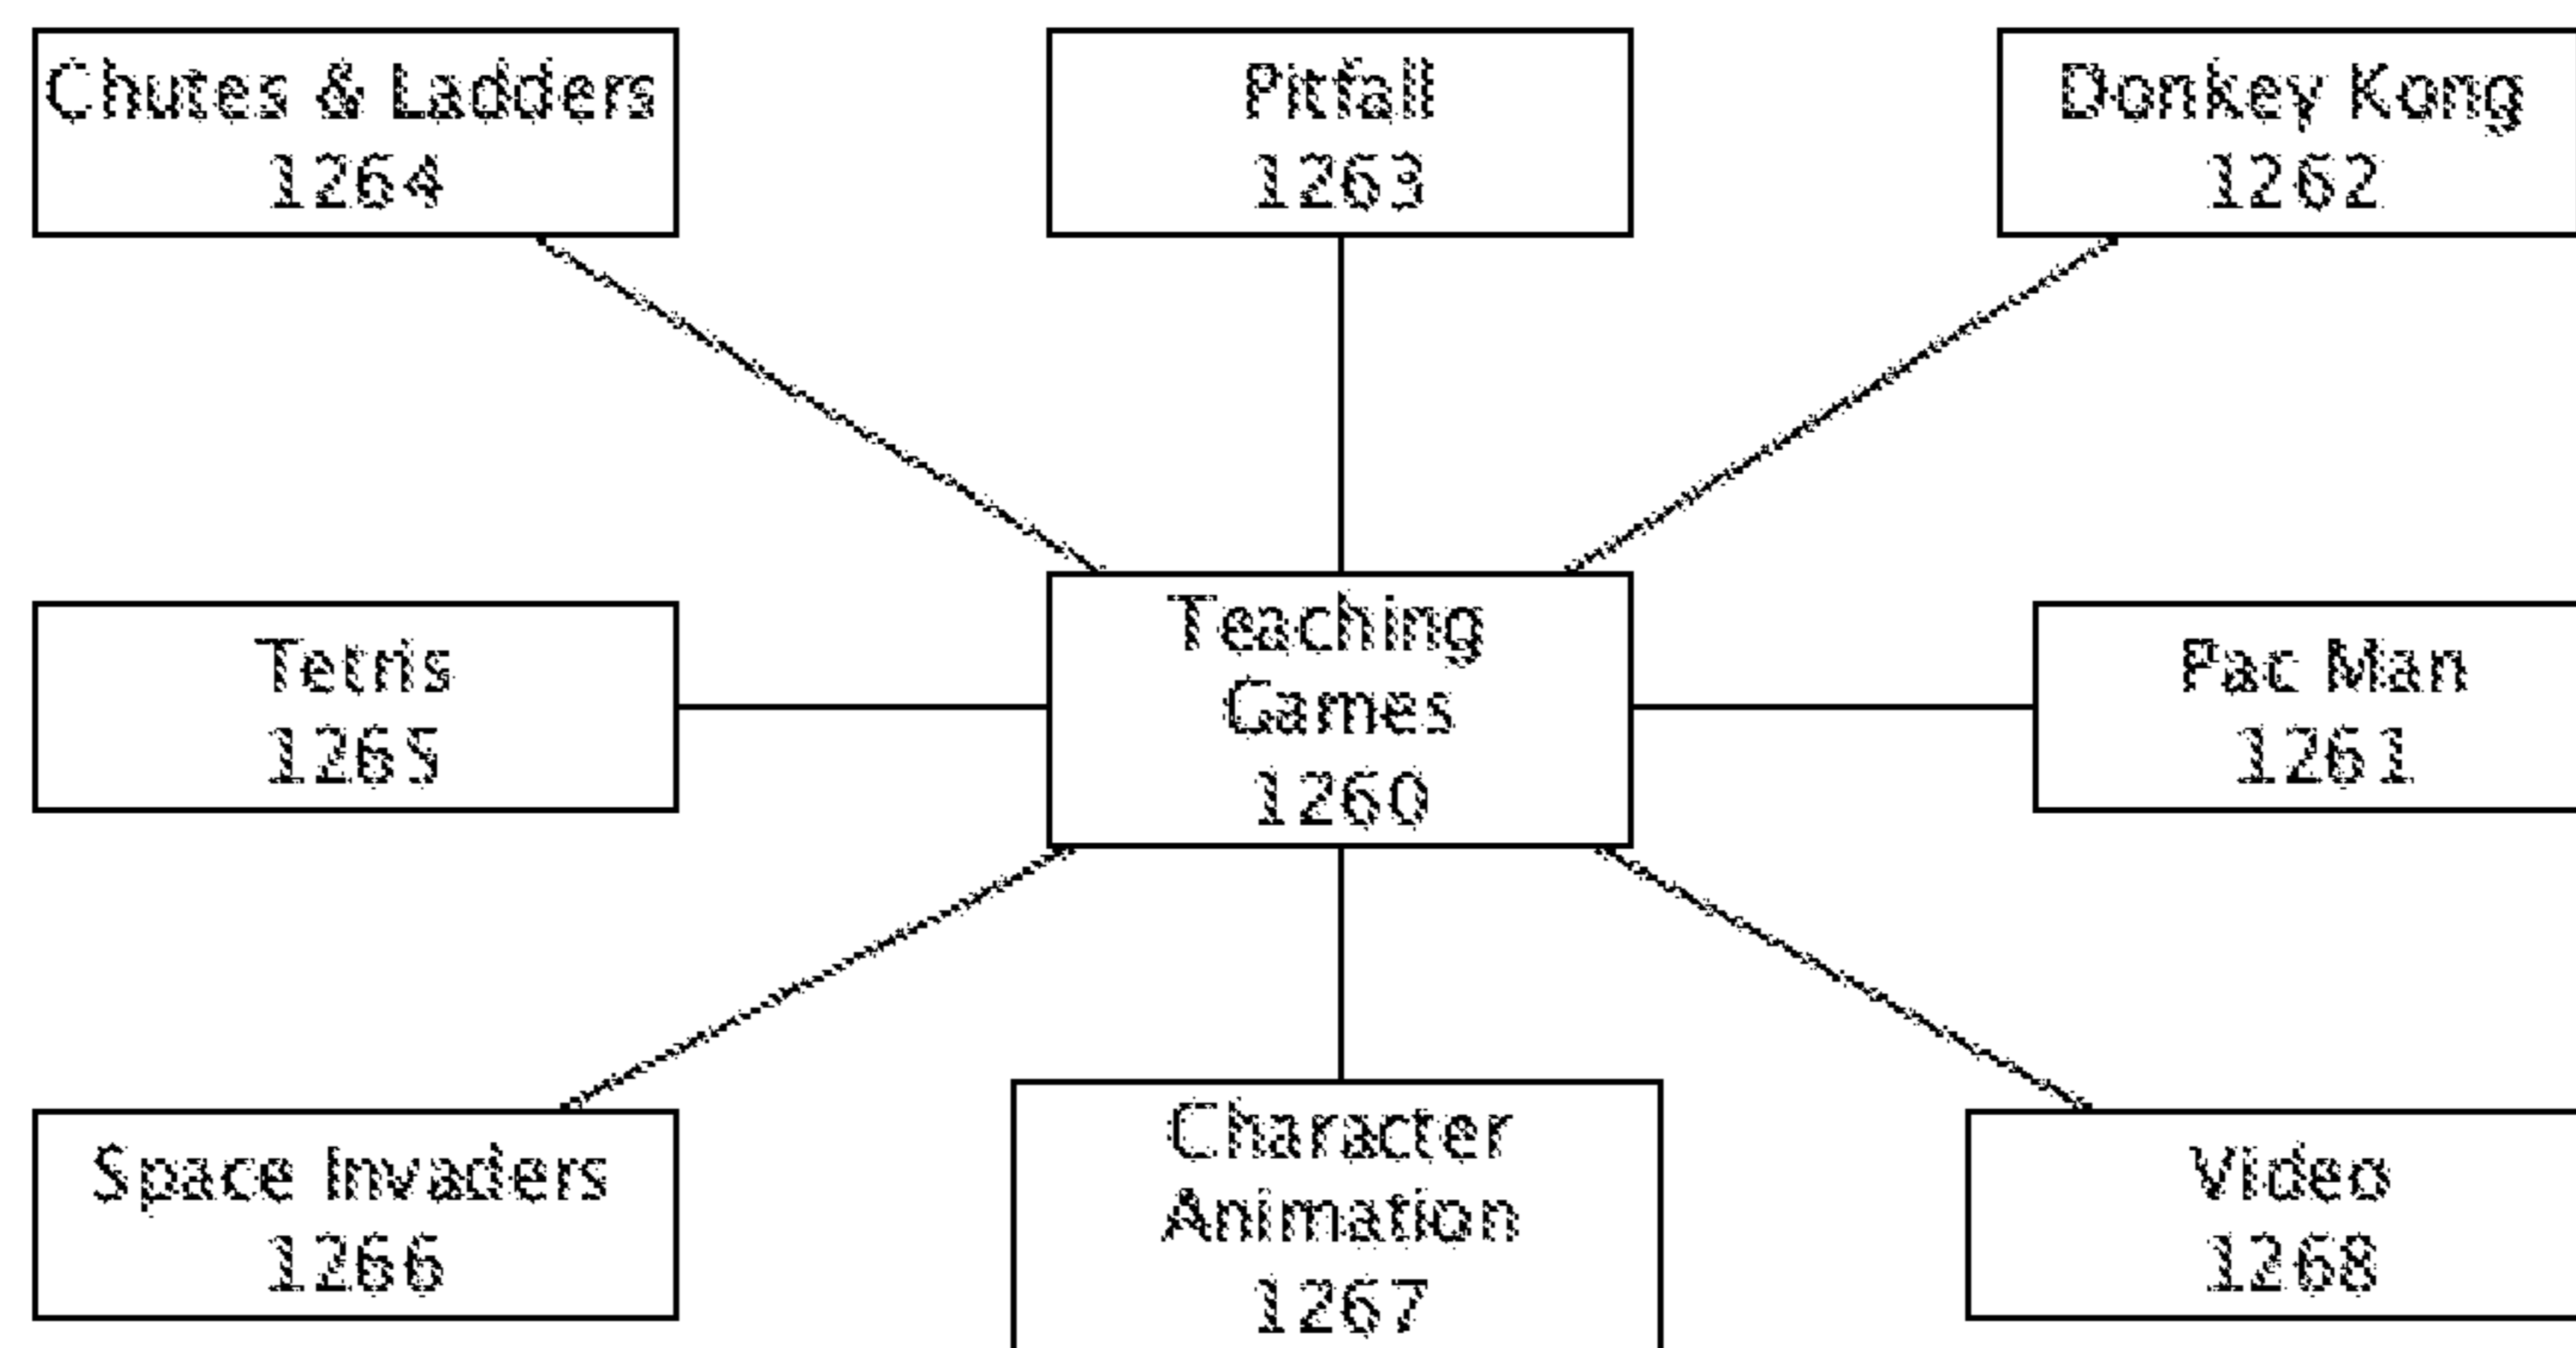 Chutes & Ladders
1264
Pitfall
1263
Donkey Kong
1262
Tetris
1265
Teaching
Games
1260
Pac Man
1261
Space Invaders
1266
Character
Animation
1267
Video
1268